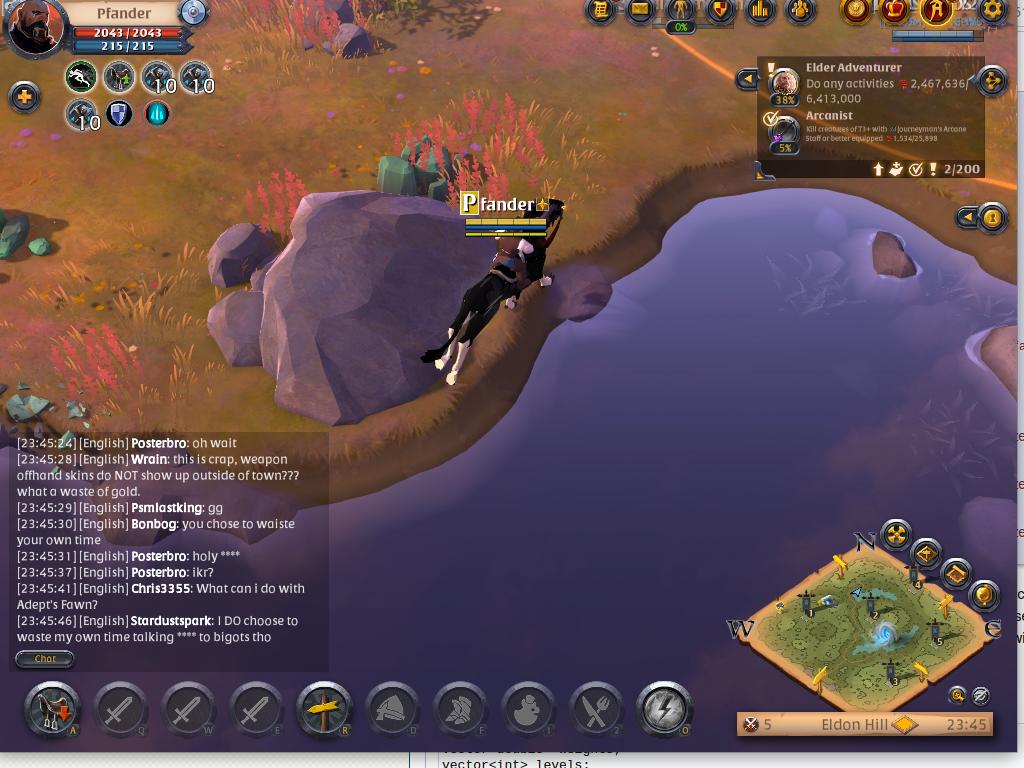 Pfander
2043 / 2043
215 / 215
10
10
10
0%
Elder Adventurer
Do any activities 2,467,636/
6,413,000
38%
Arcanist
Kill creatures of T3+ with Journeyman's Arcane
Staff or better equipped 1,534/25,898
5%
2/200
1
Pfander
[23:45:24] [English] Posterbro: oh wait
[23:45:28] [English] Wrain: this is crap, weapon
offhand skins do NOT show up outside of town???
what a waste of gold.
[23:45:29] [English] Psmlastking: gg
[23:45:30] [English] Bonbog: you chose to waiste
your own time
[23:45:31] [English] Posterbro: holy ****
[23:45:37] [English] Posterbro: ikr?
[23:45:41] [English] Chris3355: What can i do with
Adept's Fawn?
[23:45:46] [English] Stardustspark: I DO choose to
waste my own time talking **** to bigots tho
Chat
A Q W E R D F 1 2 O
N
W
E
4
1
2
5
3
5 Eldon Hill 23:45
vector<int> levels;